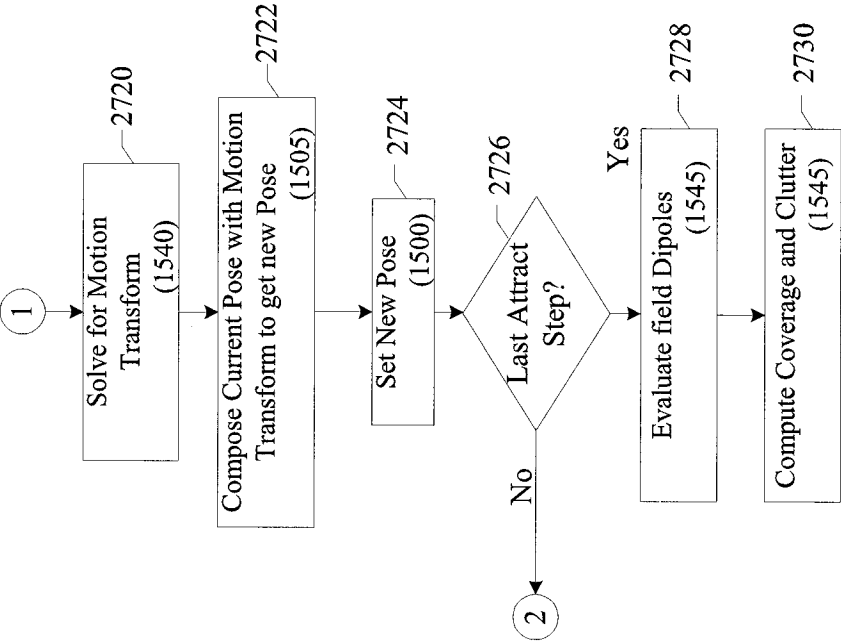 1
2720
Solve for Motion
Transform
(1540)
2722
Compose Current Pose with Motion
Transform to get new Pose
(1505)
2724
Set New Pose
(1500)
2726
Last Attract
Step?
No
2
Yes
2728
Evaluate field Dipoles
(1545)
2730
Compute Coverage and Clutter
(1545)